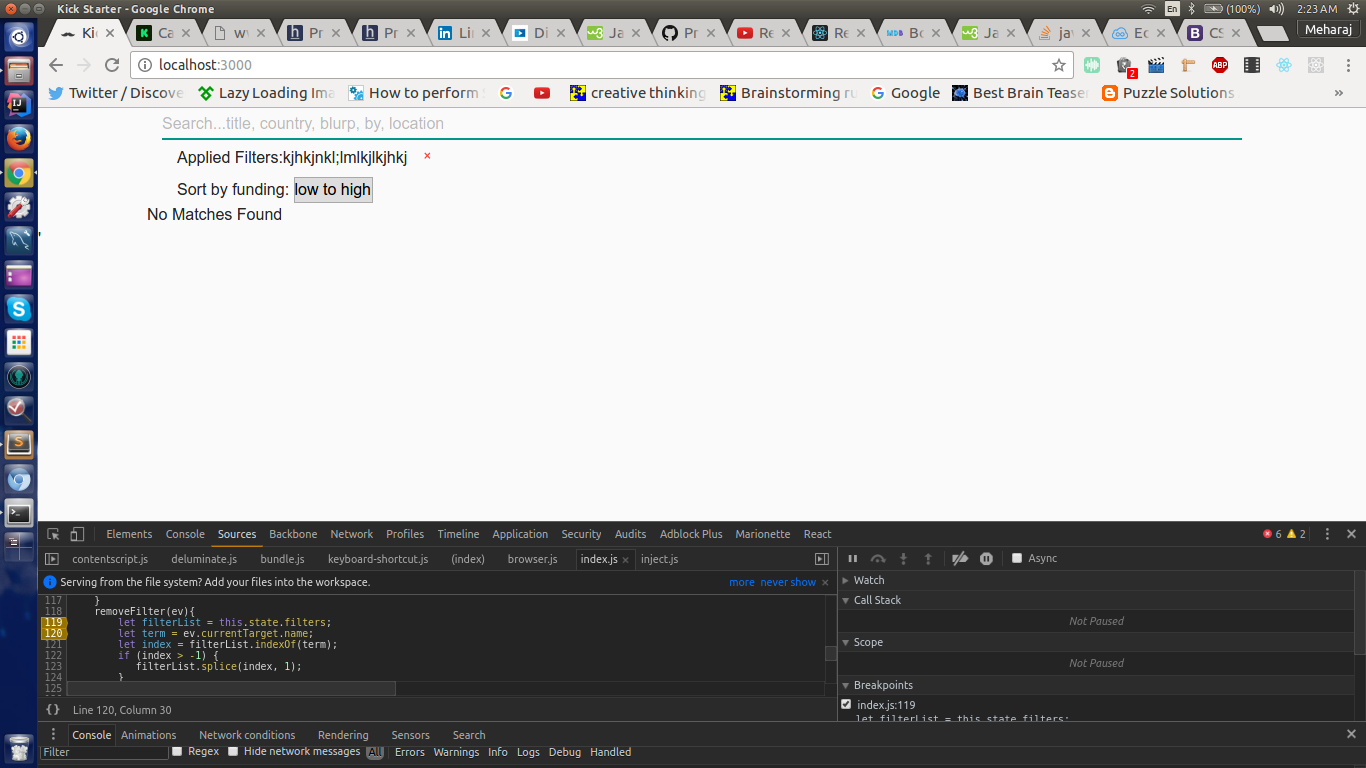 Kick Starter - Google Chrome
En (100%) 2:23 AM
Kic Ca w Pr Pr Lin Di Ja Pr Re Re Bo Ja jav Ec CS Meharaj
localhost:3000
2 ABP
Twitter / Discove Lazy Loading Ima How to perform creative thinking Brainstorming ru Google Best Brain Tease Puzzle Solutions »
Search...title, country, blurp, by, location
Applied Filters:kjhkjnkl;lmlkjlkjhkj ×
Sort by funding: low to high
No Matches Found
Elements Console Sources Backbone Network Profiles Timeline Application Security Audits Adblock Plus Marionette React 6 2
contentscript.js deluminate.js bundle.js keyboard-shortcut.js (index) browser.js index.js × inject.js Async
Serving from the file system? Add your files into the workspace. more never show ×
117 }
118 removeFilter(ev){
119 let filterList = this.state.filters;
120 let term = ev.currentTarget.name;
121 let index = filterList.indexOf(term);
122 if (index > -1) {
123 filterList.splice(index, 1);
124 }
125
{} Line 120, Column 30
Watch
Call Stack
Not Paused
Scope
Not Paused
Breakpoints
index.js:119
let filterList = this.state.filters;
Console Animations Network conditions Rendering Sensors Search
Filter Regex Hide network messages All Errors Warnings Info Logs Debug Handled